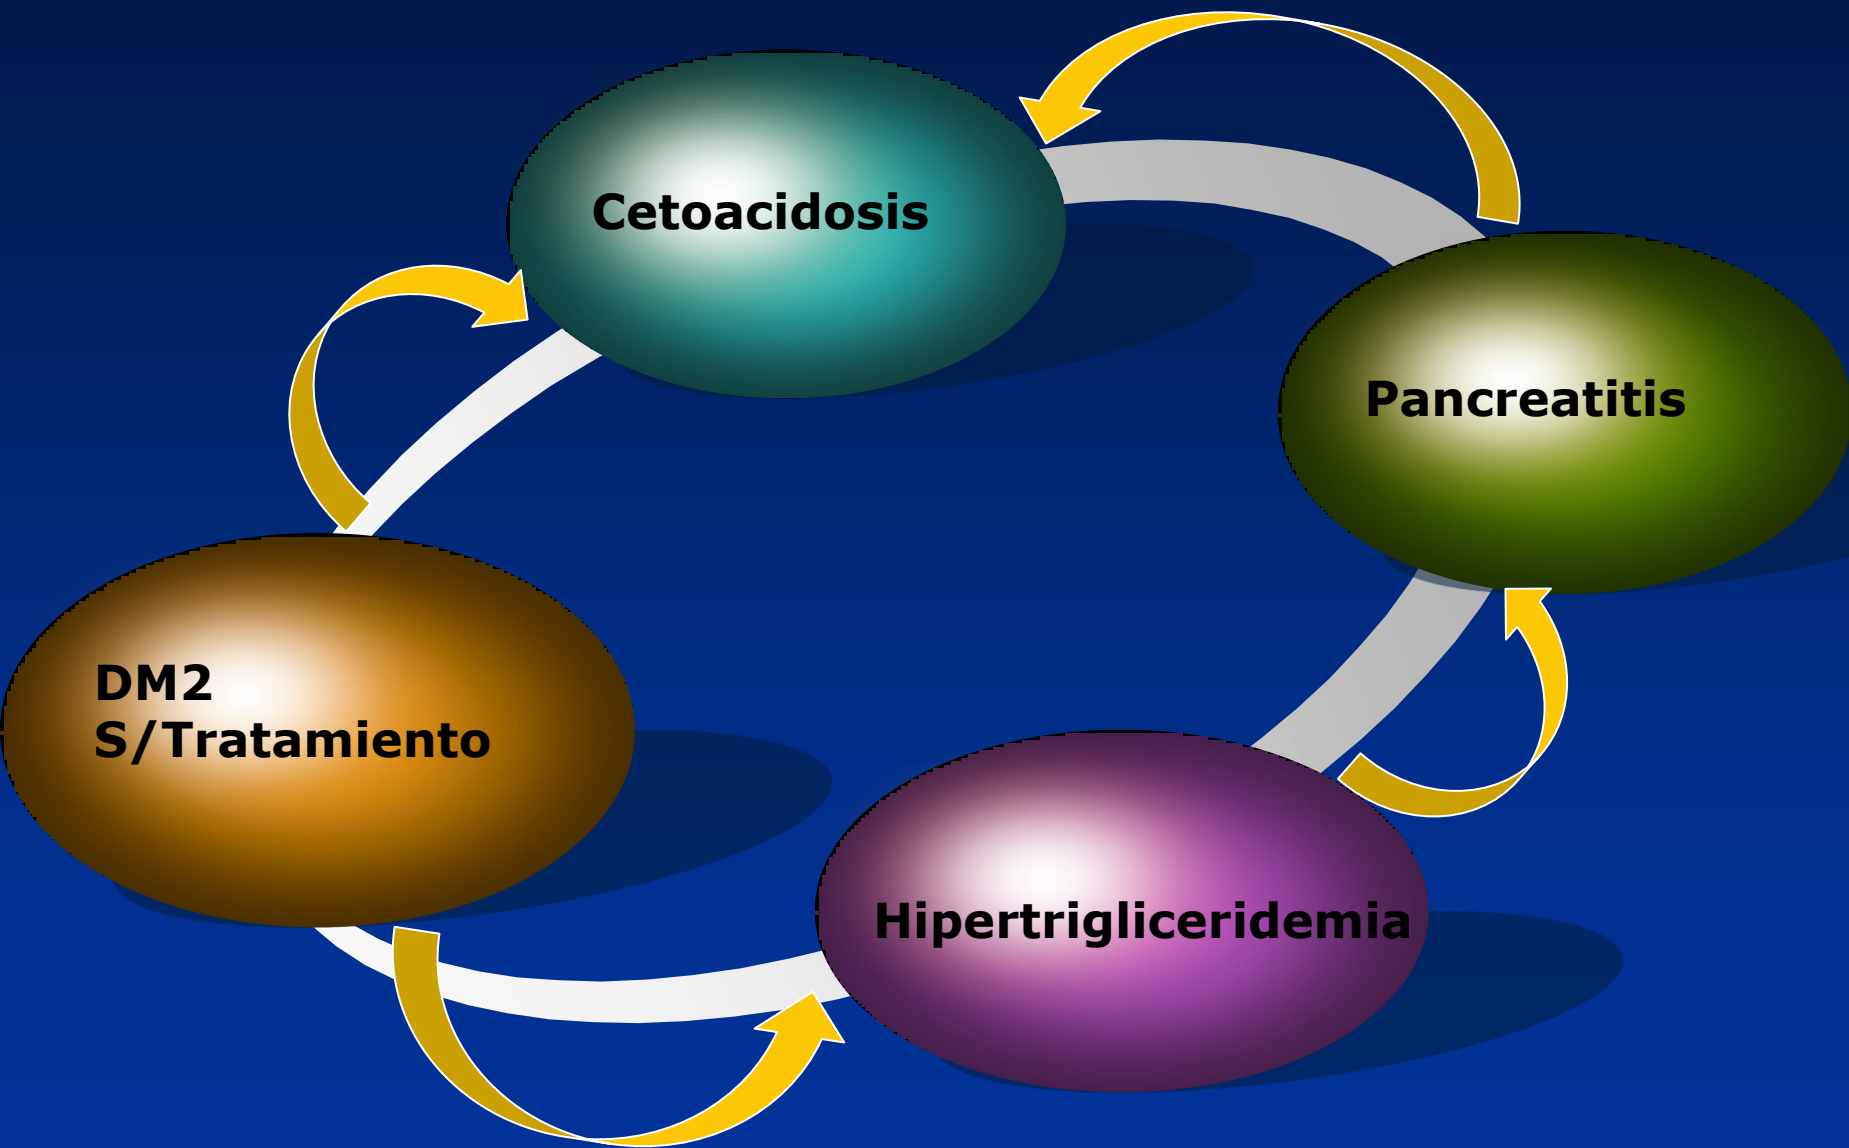 Cetoacidosis
Pancreatitis
DM2
S/Tratamiento
Hipertrigliceridemia